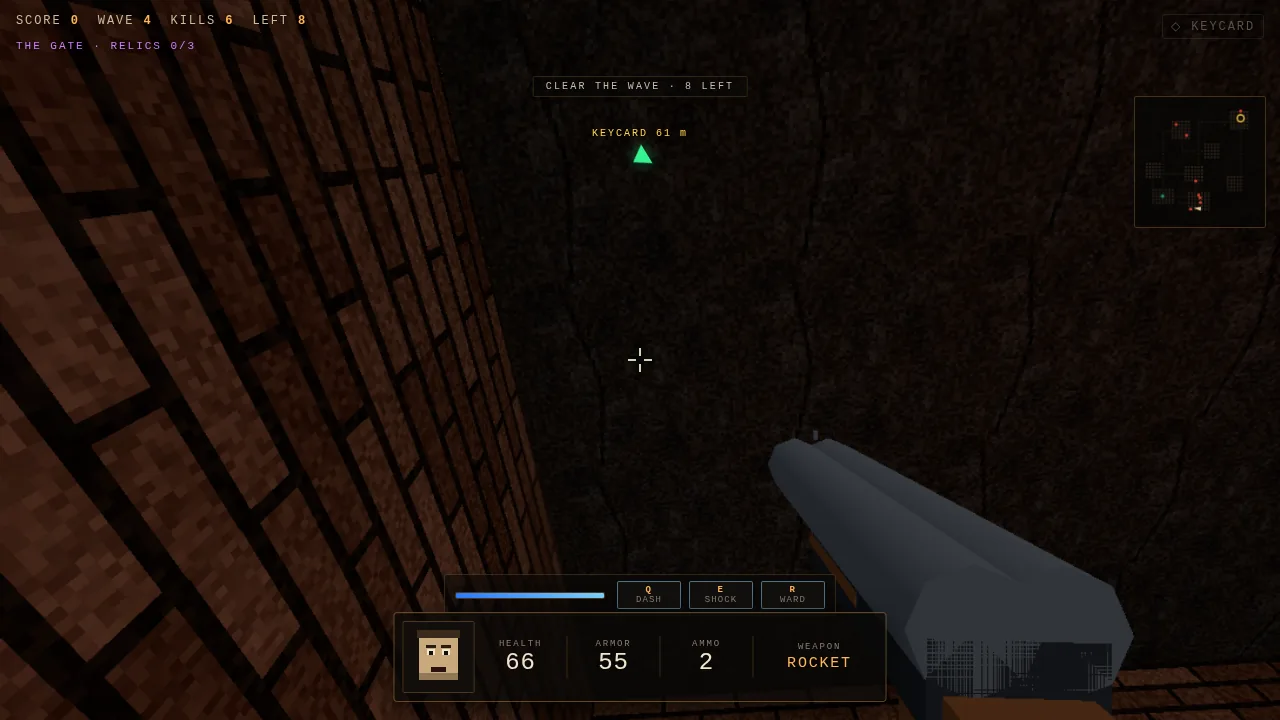 SCORE 0 WAVE 4 KILLS 6 LEFT 8
◇ KEYCARD
THE GATE · RELICS 0/3
CLEAR THE WAVE · 8 LEFT
KEYCARD 61 m
Q
DASH
E
SHOCK
R
WARD
HEALTH
66
ARMOR
55
AMMO
2
WEAPON
ROCKET